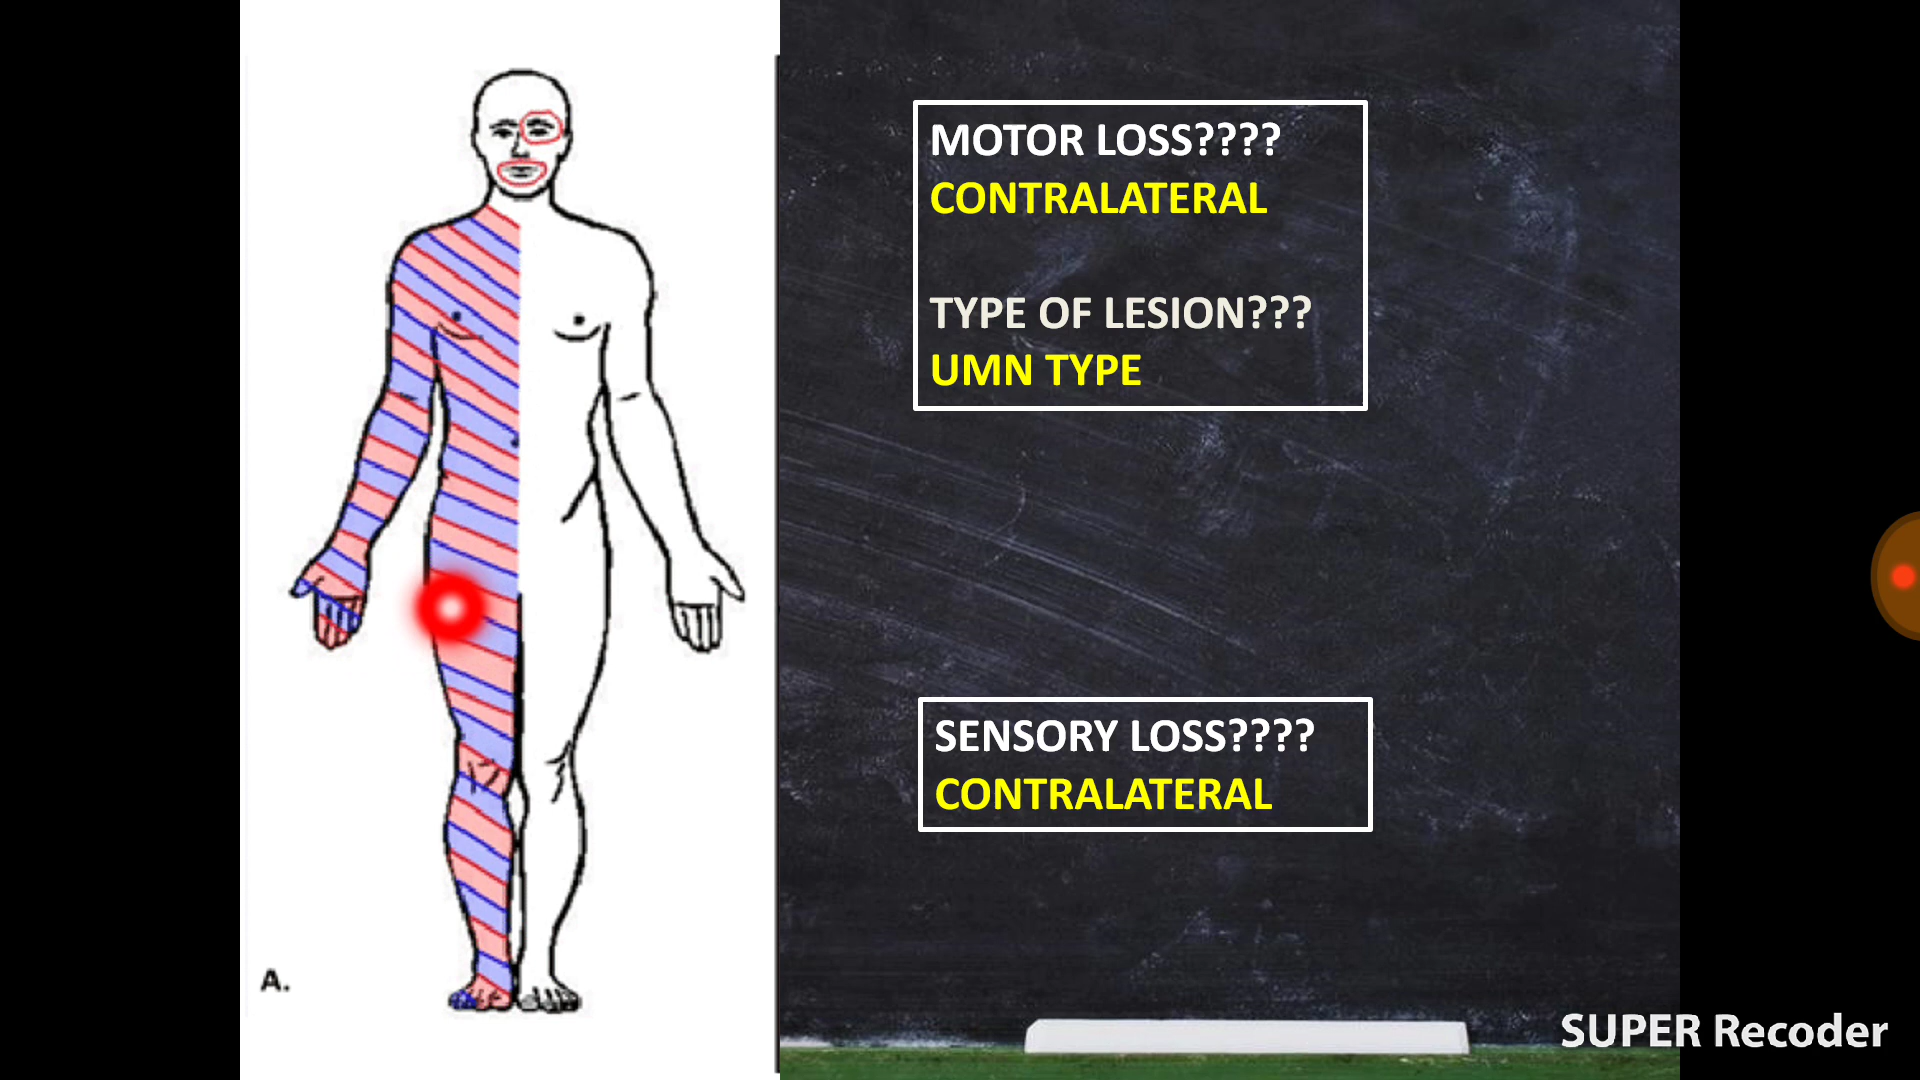 A.
MOTOR LOSS????
CONTRALATERAL
TYPE OF LESION???
UMN TYPE
SENSORY LOSS????
CONTRALATERAL
SUPER Recoder